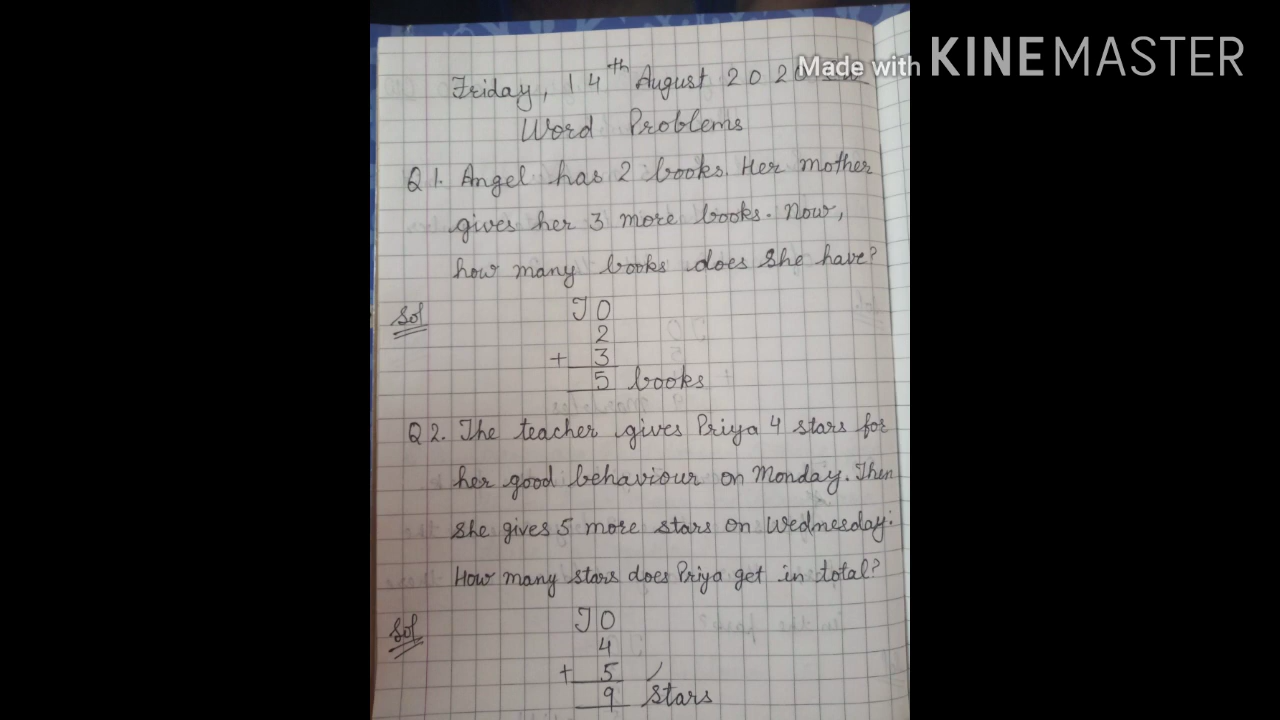 Made with KINEMASTER
Friday, 14th August 2020
Word Problems
Q 1. Angel has 2 books. Her mother
gives her 3 more books. Now,
how many books does she have?
Sol
T O
2
+ 3
5 books
Q 2. The teacher gives Priya 4 stars for
her good behaviour on Monday. Then
she gives 5 more stars on Wednesday.
How many stars does Priya get in total?
Sol
T O
4
+ 5
9 stars